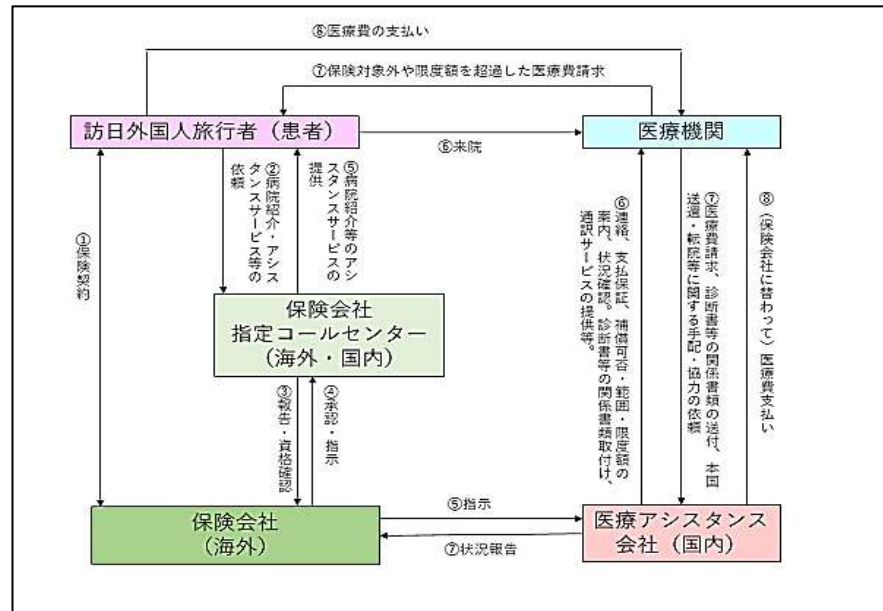 ⑧医療費の支払い
⑦保険対象外や限度額を超過した医療費請求
訪日外国人旅行者（患者）
医療機関
⑥来院
①保険契約
②病院紹介・アシス
タンスサービス等の
依頼
⑤病院紹介等のアシ
スタンスサービスの
提供
⑥連絡、支払保証、補償可否・範囲・限度額の
案内、状況確認。診断書等の関係書類取付け、
通訳サービスの提供等。
⑦医療費請求、診断書等の関係書類の送付、本国
送還・転院等に関する手配・協力の依頼
⑧（保険会社に替わって）医療費支払い
保険会社
指定コールセンター
（海外・国内）
③報告・資格確認
④承認・指示
保険会社
（海外）
⑤指示
⑦状況報告
医療アシスタンス
会社（国内）